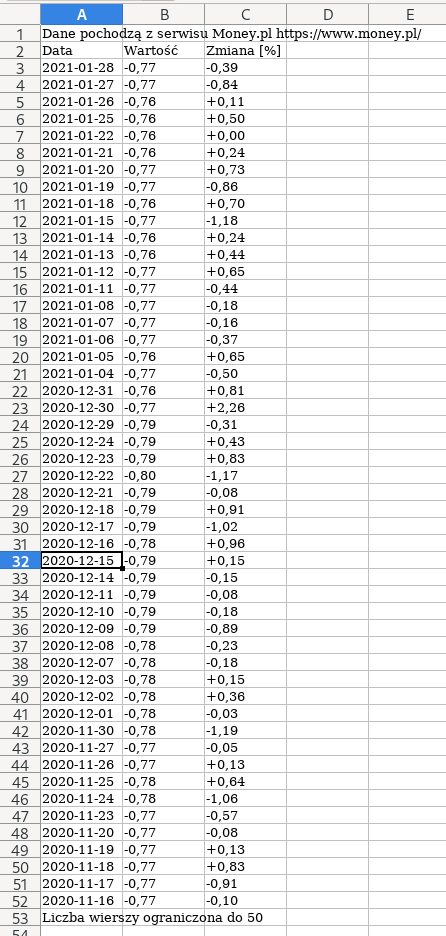 A B C D E
1 Dane pochodzą z serwisu Money.pl https://www.money.pl/
2 Data Wartość Zmiana [%]
3 2021-01-28 -0,77 -0,39
4 2021-01-27 -0,77 -0,84
5 2021-01-26 -0,76 +0,11
6 2021-01-25 -0,76 +0,50
7 2021-01-22 -0,76 +0,00
8 2021-01-21 -0,76 +0,24
9 2021-01-20 -0,77 +0,73
10 2021-01-19 -0,77 -0,86
11 2021-01-18 -0,76 +0,70
12 2021-01-15 -0,77 -1,18
13 2021-01-14 -0,76 +0,24
14 2021-01-13 -0,76 +0,44
15 2021-01-12 -0,77 +0,65
16 2021-01-11 -0,77 -0,44
17 2021-01-08 -0,77 -0,18
18 2021-01-07 -0,77 -0,16
19 2021-01-06 -0,77 -0,37
20 2021-01-05 -0,76 +0,65
21 2021-01-04 -0,77 -0,50
22 2020-12-31 -0,76 +0,81
23 2020-12-30 -0,77 +2,26
24 2020-12-29 -0,79 -0,31
25 2020-12-24 -0,79 +0,43
26 2020-12-23 -0,79 +0,83
27 2020-12-22 -0,80 -1,17
28 2020-12-21 -0,79 -0,08
29 2020-12-18 -0,79 +0,91
30 2020-12-17 -0,79 -1,02
31 2020-12-16 -0,78 +0,96
32 2020-12-15 -0,79 +0,15
33 2020-12-14 -0,79 -0,15
34 2020-12-11 -0,79 -0,08
35 2020-12-10 -0,79 -0,18
36 2020-12-09 -0,79 -0,89
37 2020-12-08 -0,78 -0,23
38 2020-12-07 -0,78 -0,18
39 2020-12-03 -0,78 +0,15
40 2020-12-02 -0,78 +0,36
41 2020-12-01 -0,78 -0,03
42 2020-11-30 -0,78 -1,19
43 2020-11-27 -0,77 -0,05
44 2020-11-26 -0,77 +0,13
45 2020-11-25 -0,78 +0,64
46 2020-11-24 -0,78 -1,06
47 2020-11-23 -0,77 -0,57
48 2020-11-20 -0,77 -0,08
49 2020-11-19 -0,77 +0,13
50 2020-11-18 -0,77 +0,83
51 2020-11-17 -0,77 -0,91
52 2020-11-16 -0,77 -0,10
53 Liczba wierszy ograniczona do 50
54